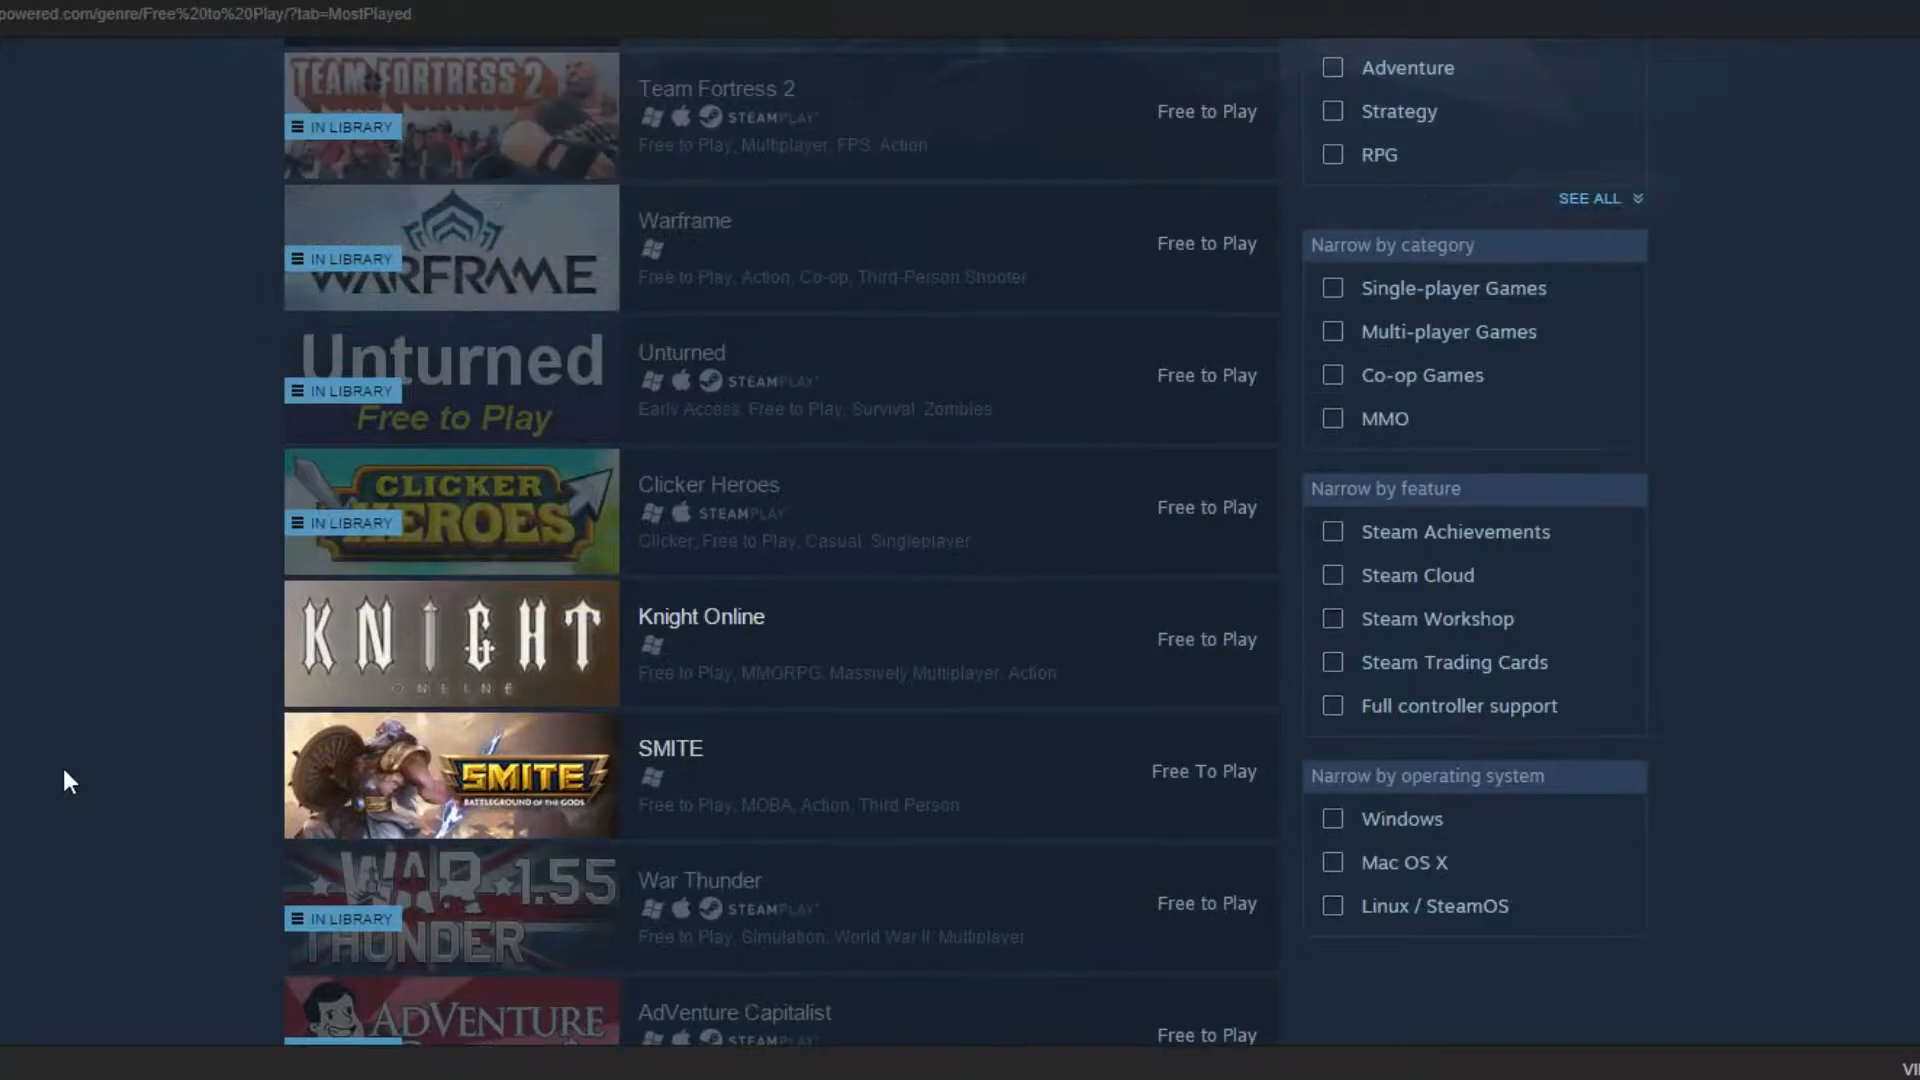 powered.com/genre/Free%20to%20Play/?tab=MostPlayed
TEAM FORTRESS 2
IN LIBRARY
Team Fortress 2
STEAMPLAY
Free to Play, Multiplayer, FPS, Action
Free to Play
WARFRAME
IN LIBRARY
Warframe
Free to Play, Action, Co-op, Third-Person Shooter
Free to Play
Unturned
IN LIBRARY
Free to Play
Unturned
STEAMPLAY
Early Access, Free to Play, Survival, Zombies
Free to Play
CLICKER
HEROES
IN LIBRARY
Clicker Heroes
STEAMPLAY
Clicker, Free to Play, Casual, Singleplayer
Free to Play
KNIGHT
ONLINE
Knight Online
Free to Play, MMORPG, Massively Multiplayer, Action
Free to Play
SMITE
BATTLEGROUND OF THE GODS
SMITE
Free to Play, MOBA, Action, Third Person
Free To Play
WAR 1.55
THUNDER
IN LIBRARY
War Thunder
STEAMPLAY
Free to Play, Simulation, World War II, Multiplayer
Free to Play
ADVENTURE
AdVenture Capitalist
STEAMPLAY
Free to Play
Adventure
Strategy
RPG
SEE ALL
Narrow by category
Single-player Games
Multi-player Games
Co-op Games
MMO
Narrow by feature
Steam Achievements
Steam Cloud
Steam Workshop
Steam Trading Cards
Full controller support
Narrow by operating system
Windows
Mac OS X
Linux / SteamOS